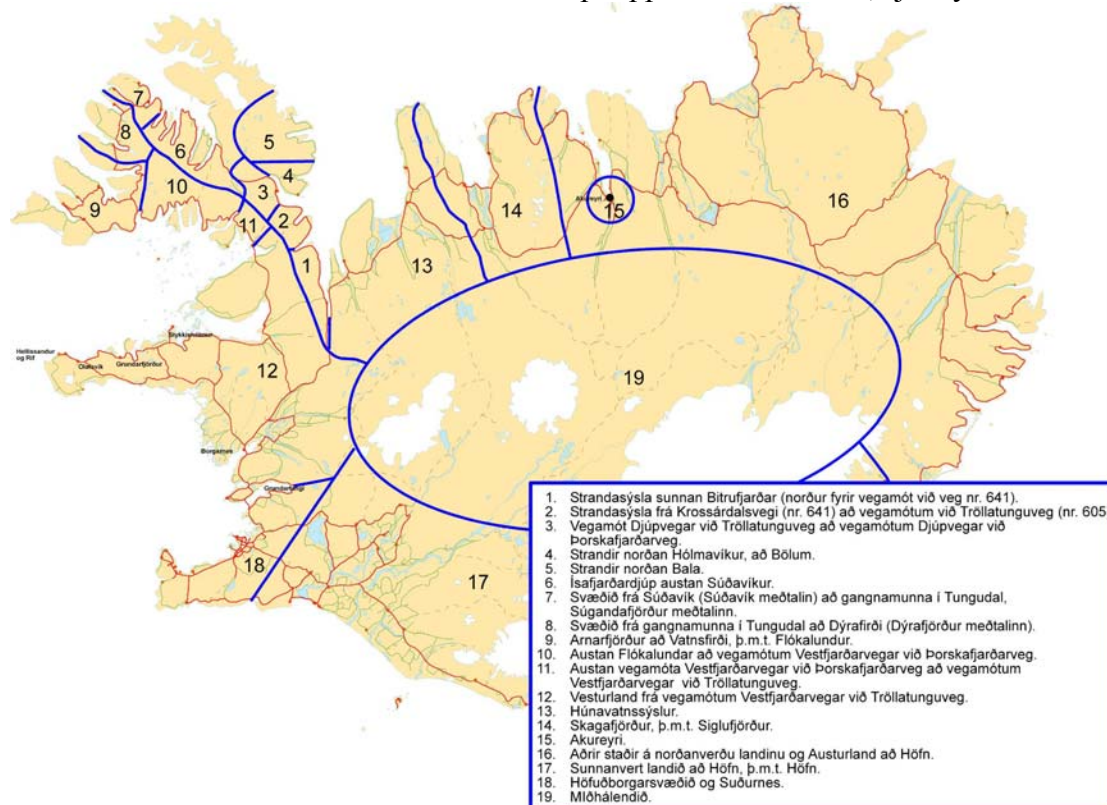 7
8
6
5
10
4
3
9
11
2
1
13
14
Akureyri
15
16
Stykkishólmur
Hellissandur
og Rif
Ólafsvík
Grundarfjörður
12
19
Borgarnes
Grundartangi
18
17
1. Strandasýsla sunnan Bitrufjarðar (norður fyrir vegamót við veg nr. 641).
2. Strandasýsla frá Krossárdalsvegi (nr. 641) að vegamótum við Tröllatunguveg (nr. 605
3. Vegamót Djúpvegar við Tröllatunguveg að vegamótum Djúpvegar við
Þorskafjarðarveg.
4. Strandir norðan Hólmavíkur, að Bölum.
5. Strandir norðan Bala.
6. Ísafjarðardjúp austan Súðavíkur.
7. Svæðið frá Súðavík (Súðavík meðtalin) að gangnamunna í Tungudal,
Súgandafjörður meðtalinn.
8. Svæðið frá gangnamunna í Tungudal að Dýrafirði (Dýrafjörður meðtalinn).
9. Arnarfjörður að Vatnsfirði, þ.m.t. Flókalundur.
10. Austan Flókalundar að vegamótum Vestfjarðarvegar við Þorskafjarðarveg.
11. Austan vegamóta Vestfjarðarvegar við Þorskafjarðarveg að vegamótum
Vestfjarðarvegar við Tröllatunguveg.
12. Vesturland frá vegamótum Vestfjarðarvegar við Tröllatunguveg.
13. Húnavatnssýslur.
14. Skagafjörður, þ.m.t. Siglufjörður.
15. Akureyri.
16. Aðrir staðir á norðanverðu landinu og Austurland að Höfn.
17. Sunnanvert landið að Höfn, þ.m.t. Höfn.
18. Höfuðborgarsvæðið og Suðurnes.
19. MIðhálendið.